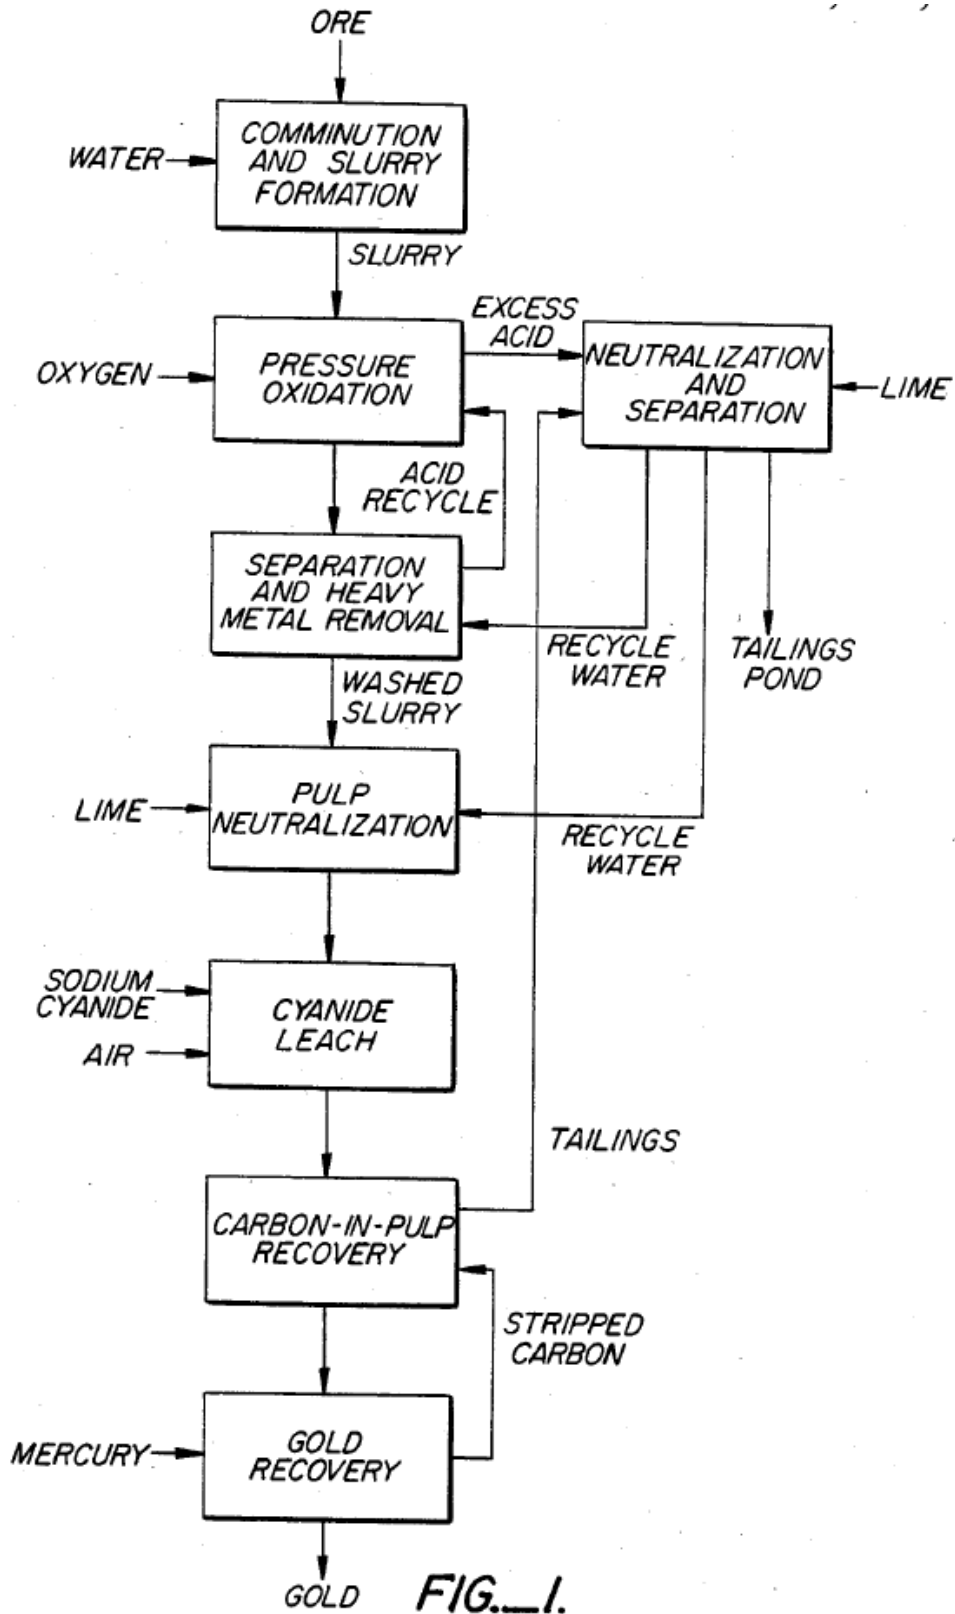 ORE
WATER
COMMINUTION
AND SLURRY
FORMATION
SLURRY
OXYGEN
PRESSURE
OXIDATION
EXCESS
ACID
NEUTRALIZATION
AND
SEPARATION
LIME
ACID
RECYCLE
SEPARATION
AND HEAVY
METAL REMOVAL
RECYCLE
WATER
TAILINGS
POND
WASHED
SLURRY
LIME
PULP
NEUTRALIZATION
RECYCLE
WATER
SODIUM
CYANIDE
AIR
CYANIDE
LEACH
TAILINGS
CARBON-IN-PULP
RECOVERY
STRIPPED
CARBON
MERCURY
GOLD
RECOVERY
GOLD
FIG._1.